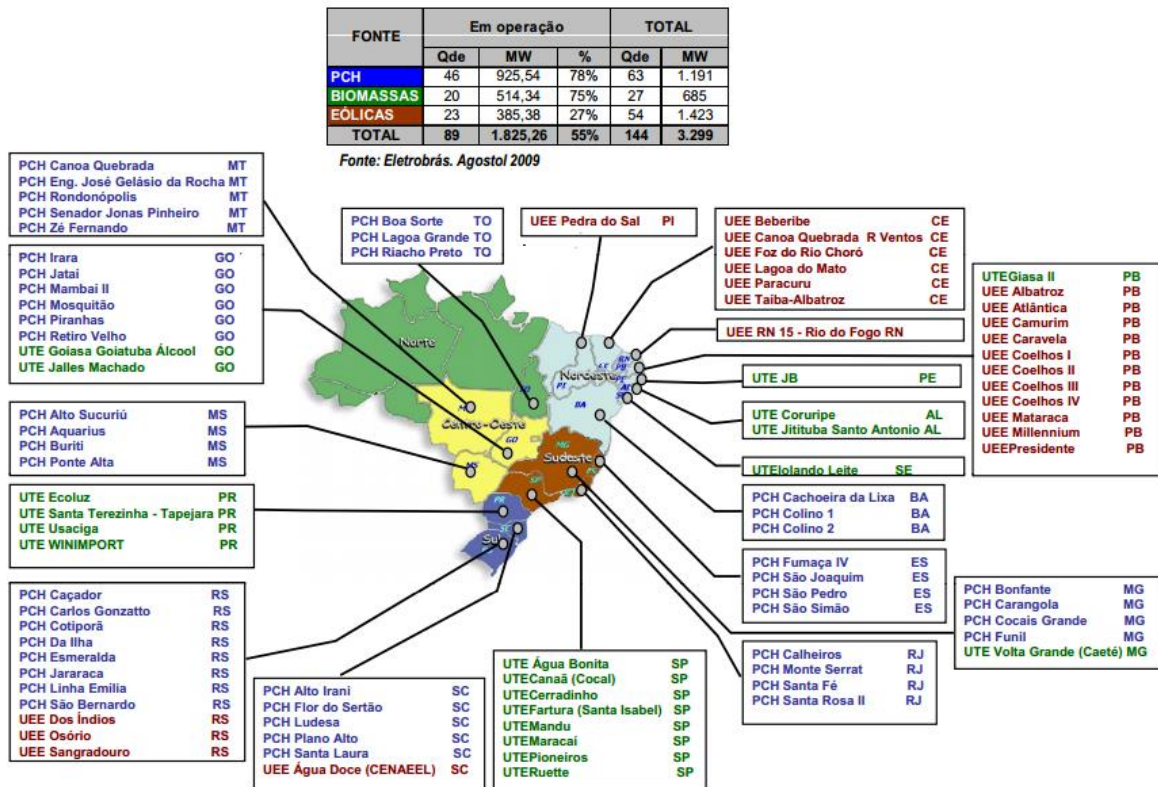 FONTE Em operação TOTAL
Qde MW % Qde MW
PCH 46 925,54 78% 63 1.191
BIOMASSAS 20 514,34 75% 27 685
EÓLICAS 23 385,38 27% 54 1.423
TOTAL 89 1.825,26 55% 144 3.299
Fonte: Eletrobrás. Agostol 2009
PCH Canoa Quebrada MT
PCH Eng. José Gelásio da Rocha MT
PCH Rondonópolis MT
PCH Senador Jonas Pinheiro MT
PCH Zé Fernando MT
PCH Boa Sorte TO
PCH Lagoa Grande TO
PCH Riacho Preto TO
UEE Pedra do Sal PI
UEE Beberibe CE
UEE Canoa Quebrada R Ventos CE
UEE Foz do Rio Choró CE
UEE Lagoa do Mato CE
UEE Paracuru CE
UEE Taiba-Albatroz CE
PCH Irara GO
PCH Jataí GO
PCH Mambai II GO
PCH Mosquitão GO
PCH Piranhas GO
PCH Retiro Velho GO
UTE Goiasa Goiatuba Álcool GO
UTE Jalles Machado GO
UTEGiasa II PB
UEE Albatroz PB
UEE Atlântica PB
UEE Camurim PB
UEE Caravela PB
UEE Coelhos I PB
UEE Coelhos II PB
UEE Coelhos III PB
UEE Coelhos IV PB
UEE Mataraca PB
UEE Millennium PB
UEEPresidente PB
UEE RN 15 - Rio do Fogo RN
UTE JB PE
UTE Coruripe AL
UTE Jitituba Santo Antonio AL
UTEIolando Leite SE
Norte
Nordeste
Centro-Oeste
Sudeste
Sul
PI
CE
RN
BA
GO
MG
MS
SP
PR
SC
PCH Alto Sucuriú MS
PCH Aquarius MS
PCH Buriti MS
PCH Ponte Alta MS
UTE Ecoluz PR
UTE Santa Terezinha - Tapejara PR
UTE Usaciga PR
UTE WINIMPORT PR
PCH Cachoeira da Lixa BA
PCH Colino 1 BA
PCH Colino 2 BA
PCH Fumaça IV ES
PCH São Joaquim ES
PCH São Pedro ES
PCH São Simão ES
PCH Bonfante MG
PCH Carangola MG
PCH Cocais Grande MG
PCH Funil MG
UTE Volta Grande (Caeté) MG
PCH Caçador RS
PCH Carlos Gonzatto RS
PCH Cotiporã RS
PCH Da Ilha RS
PCH Esmeralda RS
PCH Jararaca RS
PCH Linha Emilia RS
PCH São Bernardo RS
UEE Dos Índios RS
UEE Osório RS
UEE Sangradouro RS
PCH Alto Irani SC
PCH Flor do Sertão SC
PCH Ludesa SC
PCH Plano Alto SC
PCH Santa Laura SC
UEE Água Doce (CENAEEL) SC
UTE Água Bonita SP
UTECanaã (Cocal) SP
UTECerradinho SP
UTEFartura (Santa Isabel) SP
UTEMandu SP
UTEMaracaí SP
UTEPioneiros SP
UTERuette SP
PCH Calheiros RJ
PCH Monte Serrat RJ
PCH Santa Fé RJ
PCH Santa Rosa II RJ